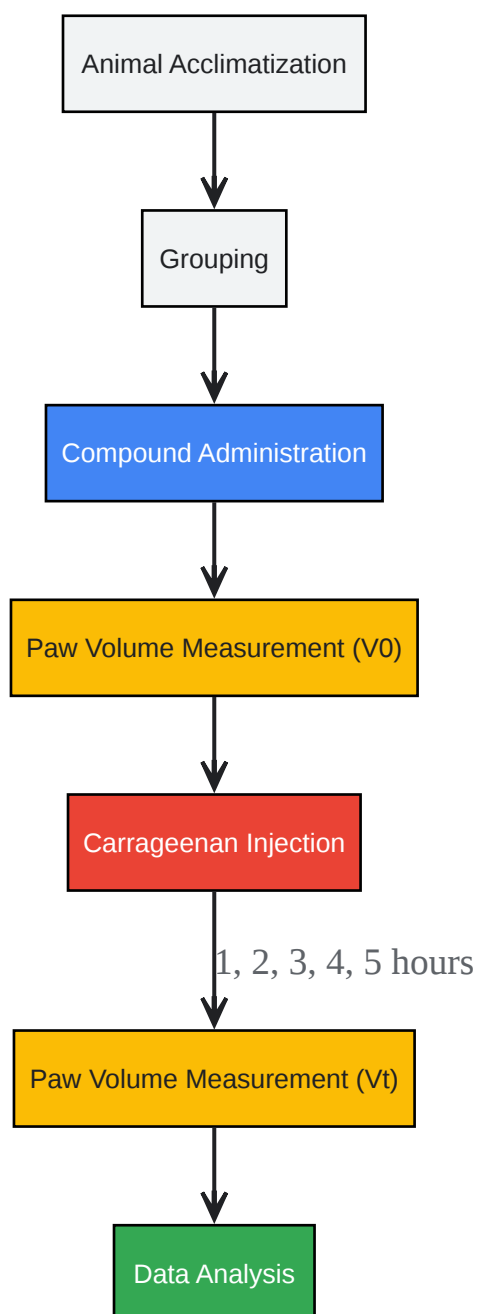 Animal Acclimatization
Grouping
Compound Administration
Paw Volume Measurement (V0)
Carrageenan Injection
1, 2, 3, 4, 5 hours
Paw Volume Measurement (Vt)
Data Analysis